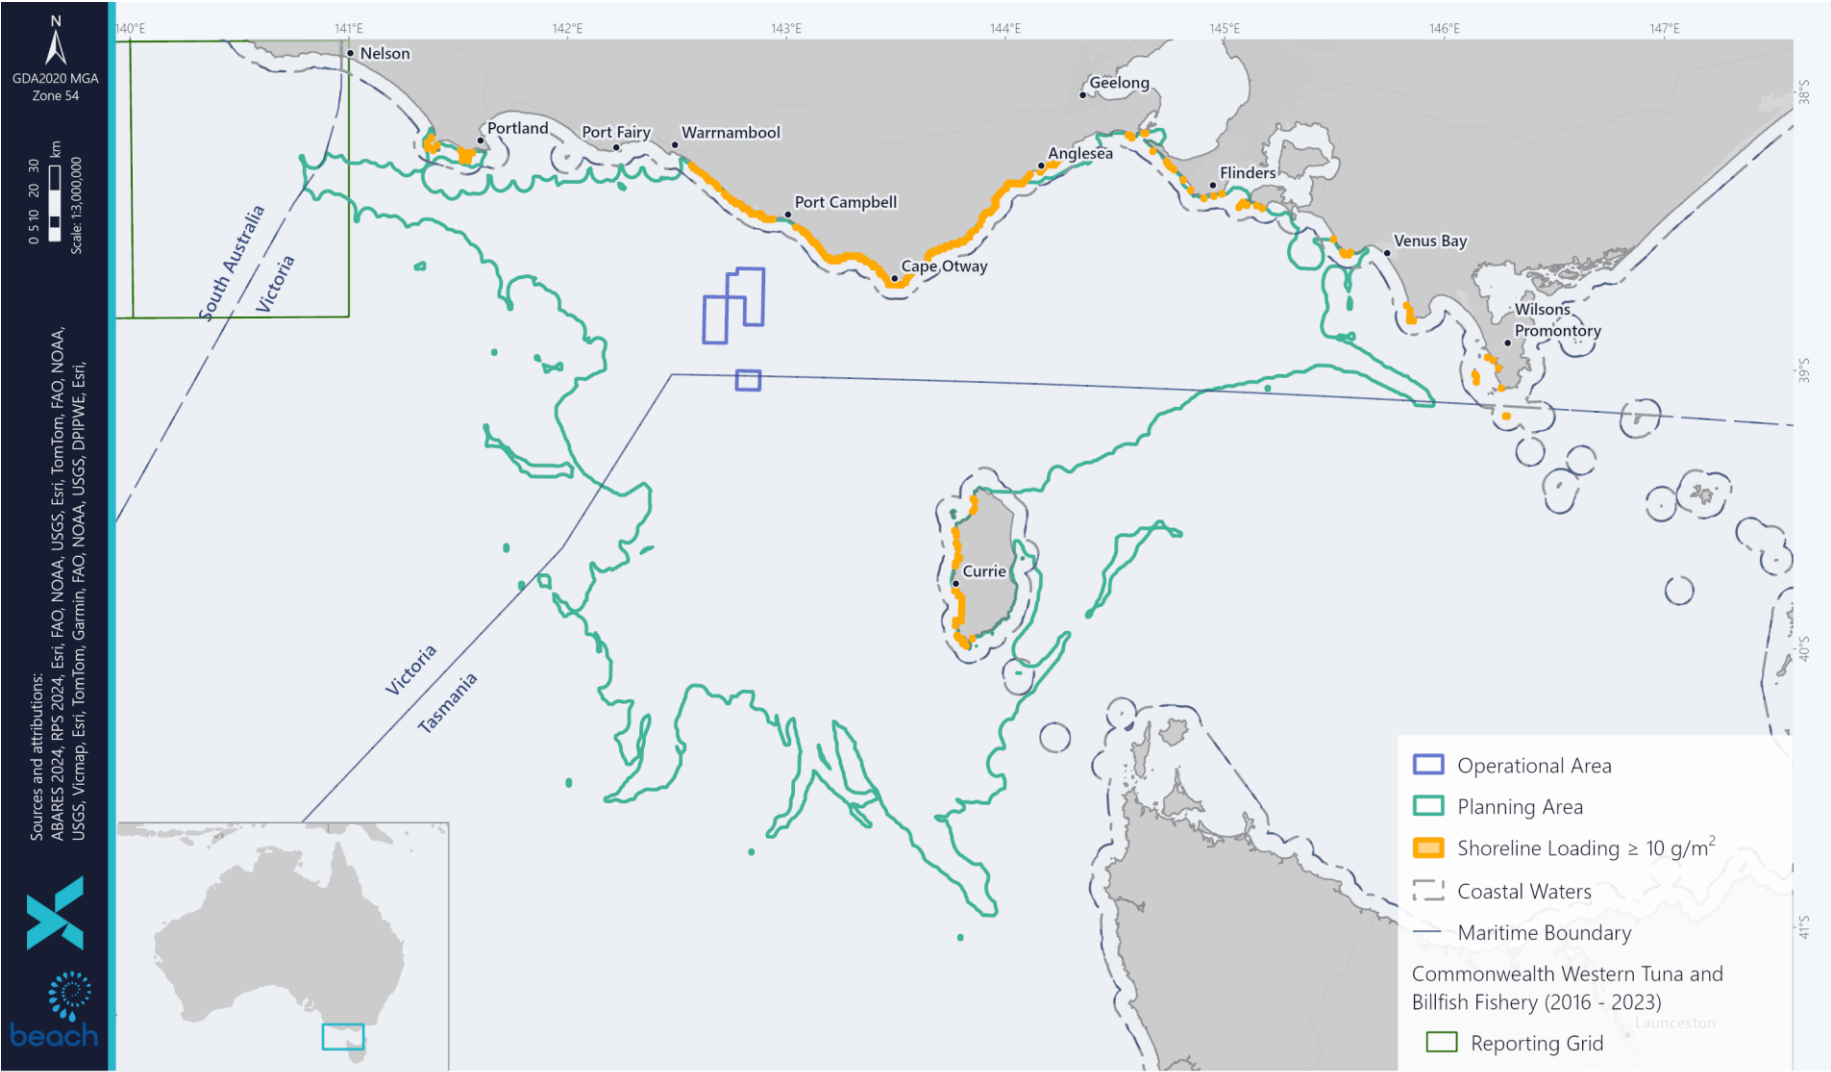 140°E 141°E 142°E 143°E 144°E 145°E 146°E 147°E
N
GDA2020 MGA
Zone 54
0 5 10 20 30 km
Scale: 1:3,000,000
Sources and attributions:
ABARES 2024, RPS 2024, Esri, FAO, NOAA, USGS, Esri, TomTom, FAO, NOAA,
USGS, Vicmap, Esri, TomTom, Garmin, FAO, NOAA, USGS, DPIPWE, Esri,
beach
Nelson
Geelong
38°S
Portland
Port Fairy
Warrnambool
Anglesea
Flinders
Port Campbell
South Australia
Victoria
Venus Bay
Cape Otway
Wilsons
Promontory
39°S
Currie
40°S
Victoria
Tasmania
41°S
Operational Area
Planning Area
Shoreline Loading ≥ 10 g/m²
Coastal Waters
Maritime Boundary
Commonwealth Western Tuna and
Billfish Fishery (2016 - 2023)
Launceston
Reporting Grid